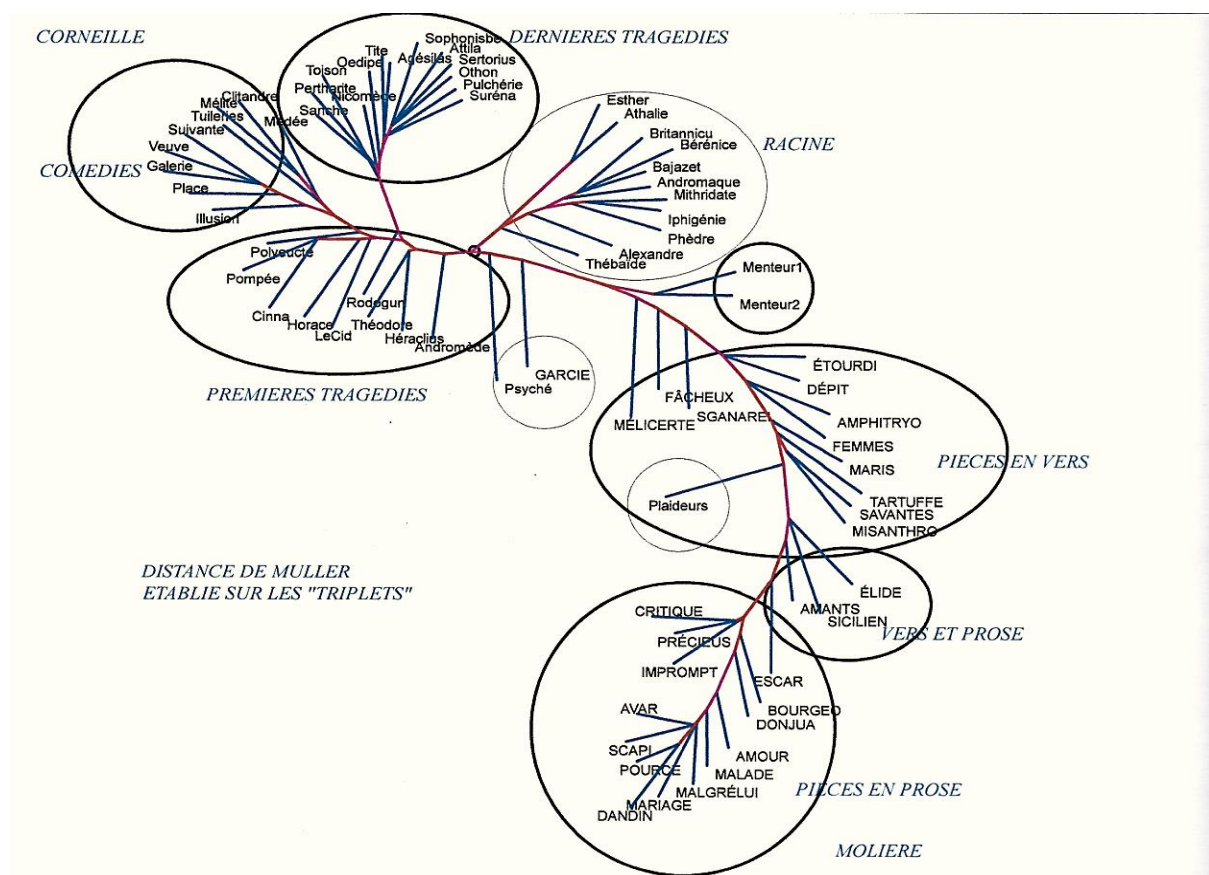 CORNEILLE
DERNIERES TRAGEDIES
Sophonisbe
Tite
Attila
Oedipe
Agésilas
Sertorius
Toison
Othon
Pertharite
Pulchérie
Nicomède
Suréna
Sanche
Clitandre
Mélite
Tuileries
Médée
Suivante
Veuve
Galerie
COMEDIES
Place
Illusion
Esther
Athalie
Britannicu
RACINE
Bérénice
Bajazet
Andromaque
Mithridate
Iphigénie
Phèdre
Alexandre
Thébaïde
Polyeucte
Pompée
Cinna
Rodogun
Horace
Théodore
LeCid
Héraclius
Andromède
PREMIERES TRAGEDIES
Menteur1
Menteur2
GARCIE
Psyché
FÂCHEUX
SGANAREL
MÉLICERTE
ÉTOURDI
DÉPIT
AMPHITRYO
FEMMES
MARIS
PIECES EN VERS
TARTUFFE
SAVANTES
MISANTHRO
Plaideurs
DISTANCE DE MULLER
ETABLIE SUR LES "TRIPLETS"
ÉLIDE
AMANTS
SICILIEN
VERS ET PROSE
CRITIQUE
PRÉCIEUS
IMPROMPT
ESCAR
BOURGEO
DONJUA
AVAR
SCAPI
AMOUR
POURCE
MALADE
MALGRÉLUI
MARIAGE
DANDIN
PIECES EN PROSE
MOLIERE